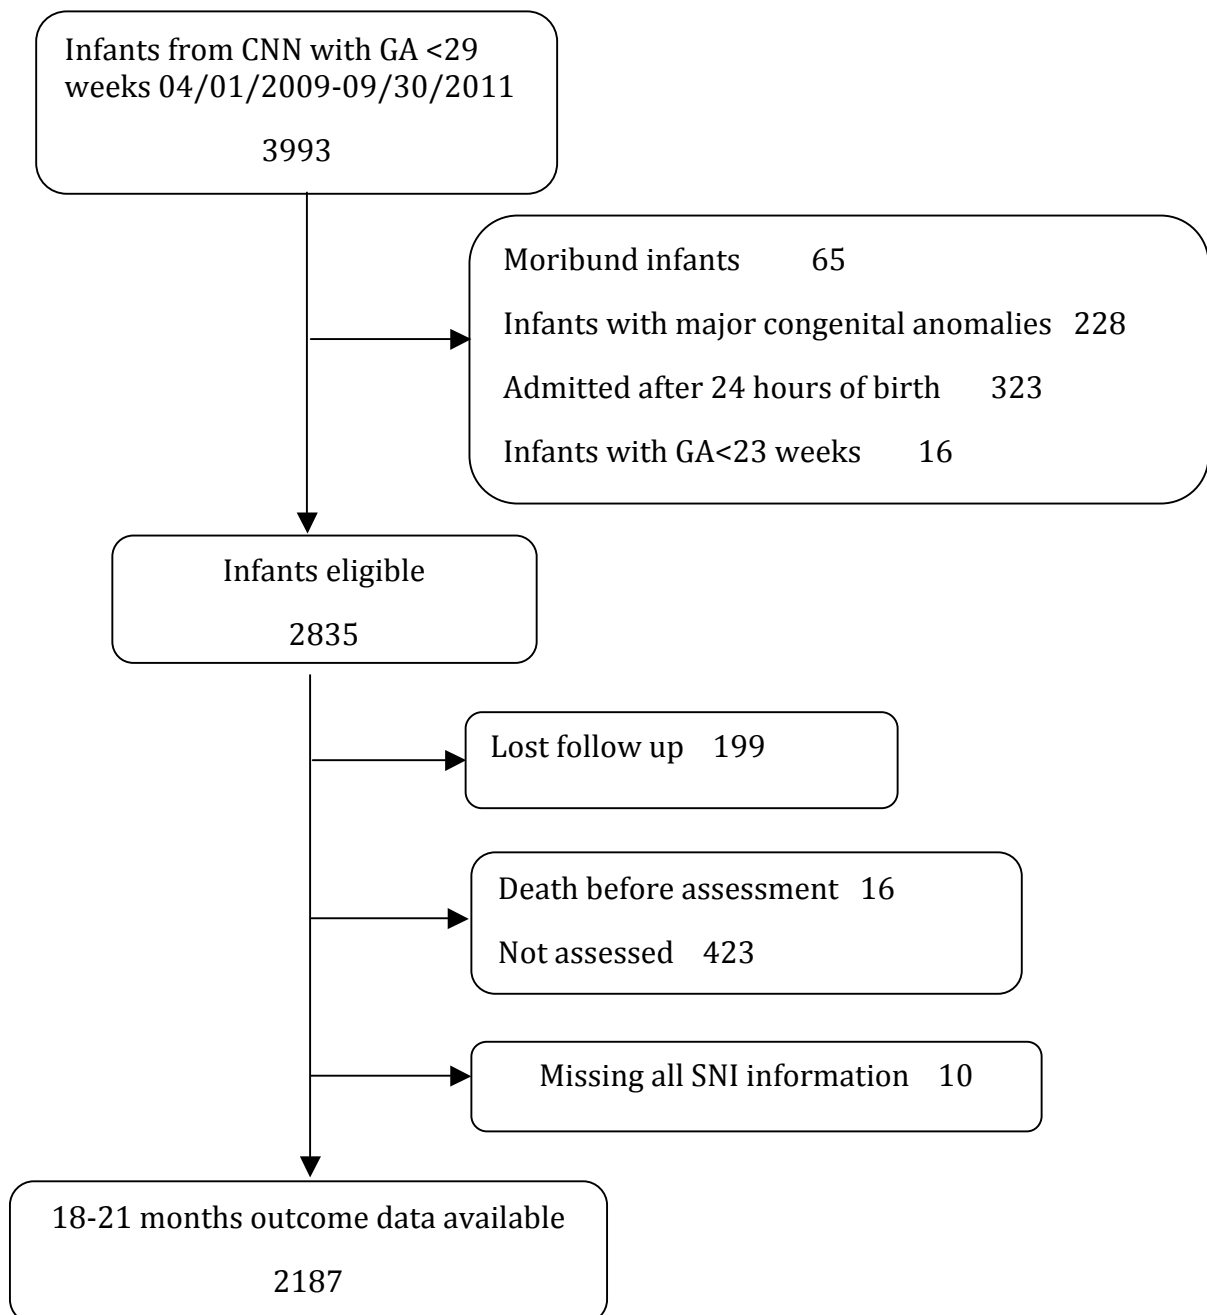 Infants from CNN with GA <29
weeks 04/01/2009-09/30/2011
3993
Moribund infants 65
Infants with major congenital anomalies 228
Admitted after 24 hours of birth 323
Infants with GA<23 weeks 16
Infants eligible
2835
Lost follow up 199
Death before assessment 16
Not assessed 423
Missing all SNI information 10
18-21 months outcome data available
2187